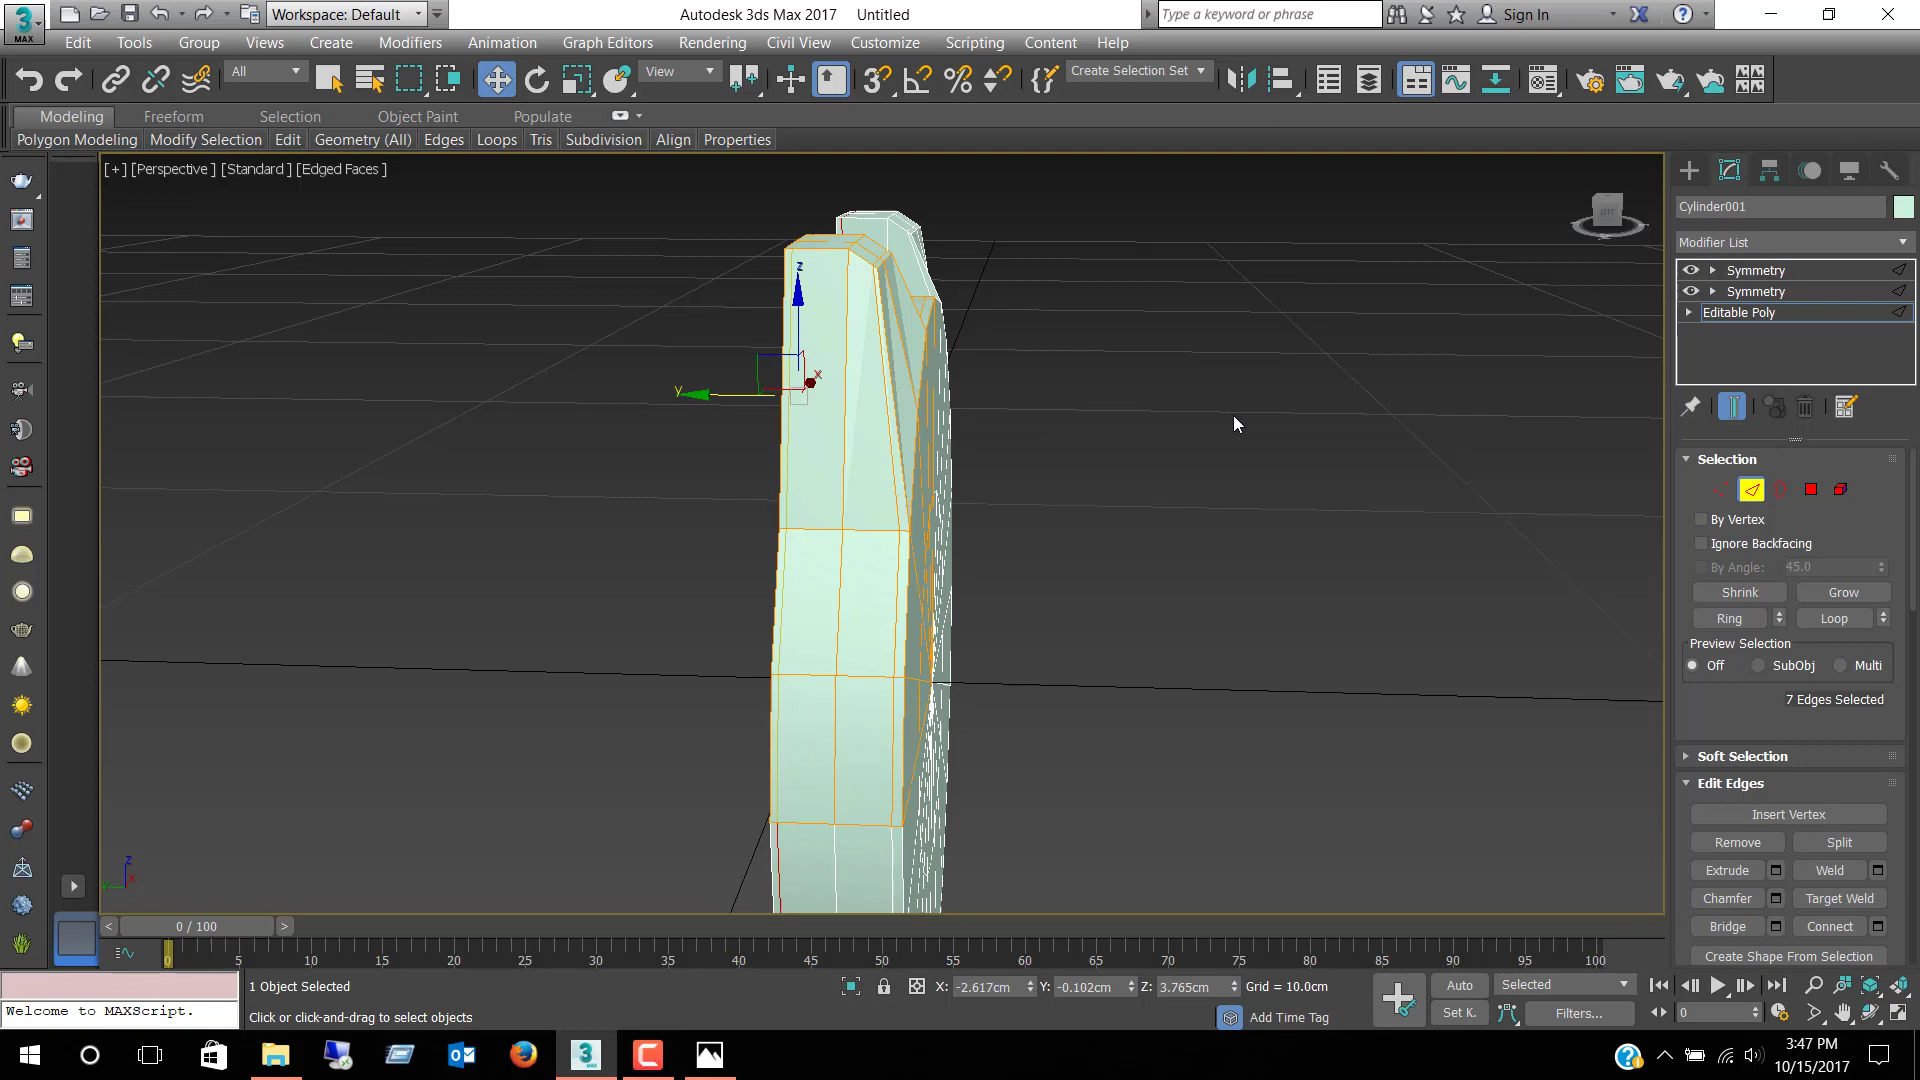 Workspace: Default
Autodesk 3ds Max 2017 Untitled
Type a keyword or phrase
Sign In
MAX
Edit Tools Group Views Create Modifiers Animation Graph Editors Rendering Civil View Customize Scripting Content Help
All
View
Create Selection Set
Modeling Freeform Selection Object Paint Populate
Polygon Modeling Modify Selection Edit Geometry (All) Edges Loops Tris Subdivision Align Properties
[+] [Perspective ] [Standard ] [Edged Faces ]
LEFT
z
x
y
z
Cylinder001
Modifier List
Symmetry
Symmetry
Editable Poly
Selection
By Vertex
Ignore Backfacing
By Angle: 45.0
Shrink Grow
Ring Loop
Preview Selection
Off SubObj Multi
7 Edges Selected
Soft Selection
Edit Edges
Insert Vertex
Remove Split
Extrude Weld
Chamfer Target Weld
Bridge Connect
Create Shape From Selection
< 0 / 100 >
0 5 10 15 20 25 30 35 40 45 50 55 60 65 70 75 80 85 90 95 100
1 Object Selected
X: -2.617cm Y: -0.102cm Z: 3.765cm Grid = 10.0cm
Auto Selected
Welcome to MAXScript.
Click or click-and-drag to select objects
Add Time Tag
Set K. Filters...
0
3:47 PM
10/15/2017